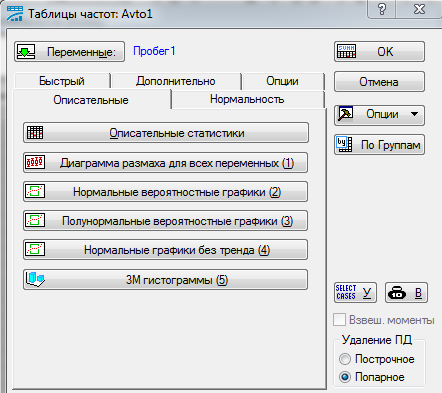 Таблицы частот: Avto1
?
Переменные:
Пробег1
OK
Быстрый
Дополнительно
Опции
Отмена
Описательные
Нормальность
Опции
Описательные статистики
По Группам
Диаграмма размаха для всех переменных (1)
Нормальные вероятностные графики (2)
Полунормальные вероятностные графики (3)
Нормальные графики без тренда (4)
3М гистограммы (5)
SELECT CASES У
В
Взвеш. моменты
Удаление ПД
Построчное
Попарное